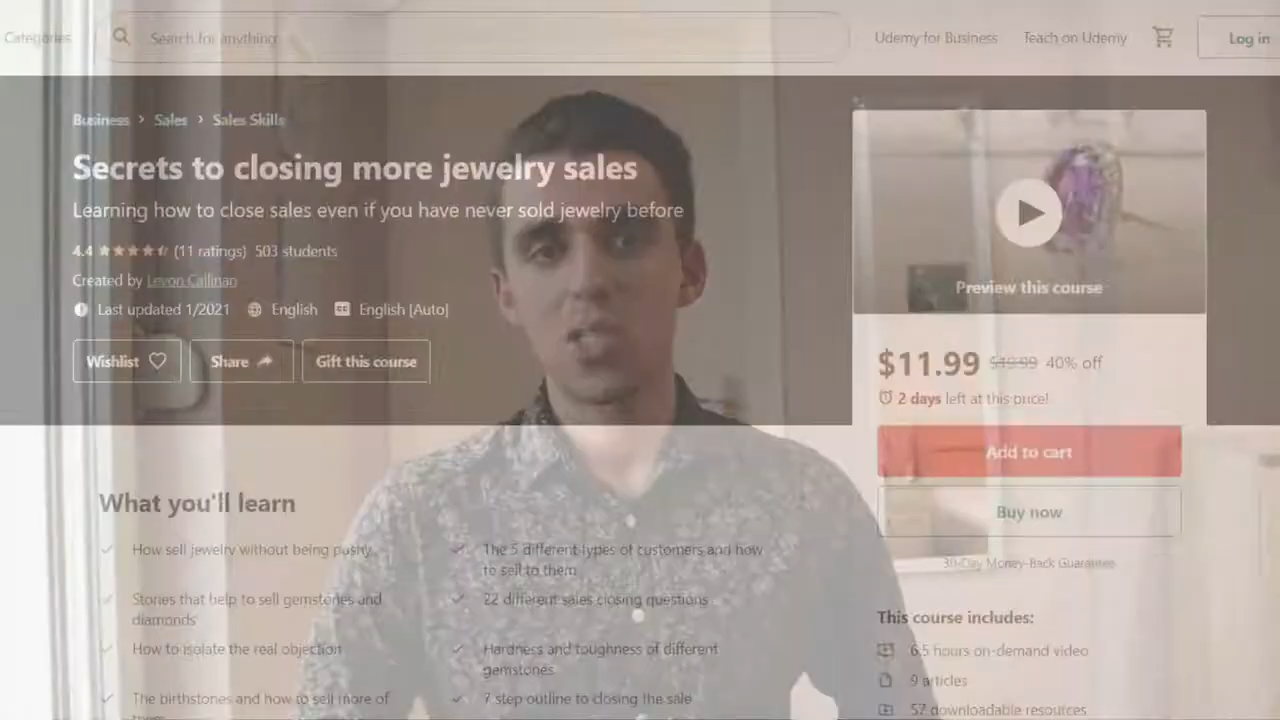 Categories
Search for anything
Udemy for Business
Teach on Udemy
Log in
Business > Sales > Sales Skills
Secrets to closing more jewelry sales
Learning how to close sales even if you have never sold jewelry before
4.4 (11 ratings) 503 students
Created by Levon Callinan
Last updated 1/2021 English English [Auto]
Wishlist
Share
Gift this course
Preview this course
$11.99 $19.99 40% off
2 days left at this price!
Add to cart
Buy now
30-Day Money-Back Guarantee
What you'll learn
How sell jewelry without being pushy
The 5 different types of customers and how
to sell to them
Stories that help to sell gemstones and
diamonds
22 different sales closing questions
How to isolate the real objection
Hardness and toughness of different
gemstones
The birthstones and how to sell more of
7 step outline to closing the sale
This course includes:
6.5 hours on-demand video
9 articles
57 downloadable resources